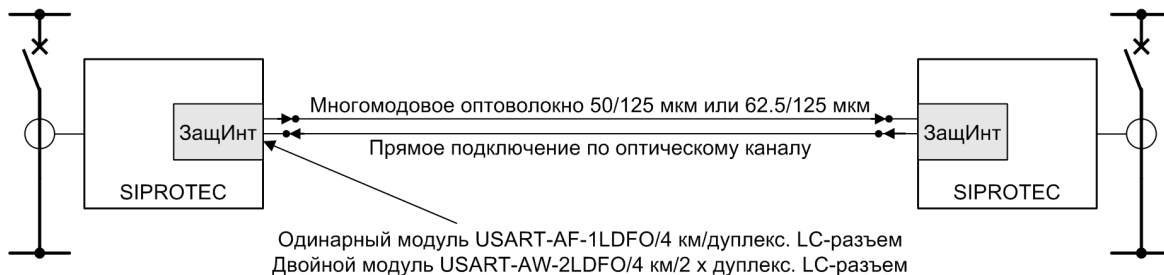 Многомодовое оптоволокно 50/125 мкм или 62.5/125 мкм
ЗащИнт
ЗащИнт
Прямое подключение по оптическому каналу
SIPROTEC
SIPROTEC
Одинарный модуль USART-AF-1LDFO/4 км/дуплекс. LC-разъем
Двойной модуль USART-AW-2LDFO/4 км/2 x дуплекс. LC-разъем